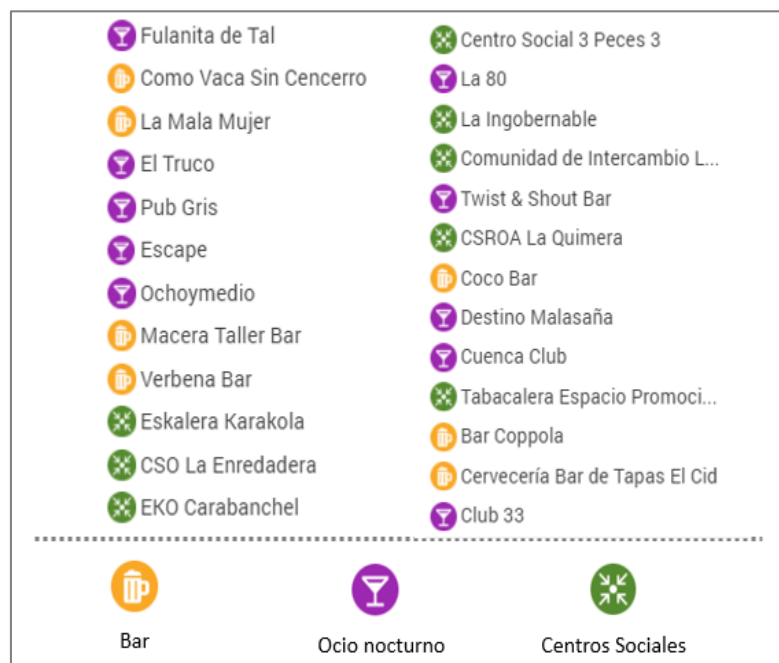 Fulanita de Tal
Como Vaca Sin Cencerro
La Mala Mujer
El Truco
Pub Gris
Escape
Ochoymedio
Macera Taller Bar
Verbena Bar
Eskalera Karakola
CSO La Enredadera
EKO Carabanchel
Centro Social 3 Peces 3
La 80
La Ingobernable
Comunidad de Intercambio L...
Twist & Shout Bar
CSROA La Quimera
Coco Bar
Destino Malasaña
Cuenca Club
Tabacalera Espacio Promoci...
Bar Coppola
Cervecería Bar de Tapas El Cid
Club 33
Bar
Ocio nocturno
Centros Sociales